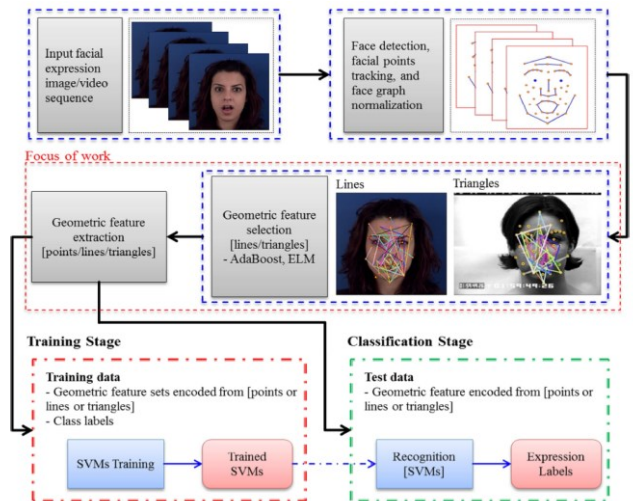 Input facial
expression
image/video
sequence
Face detection,
facial points
tracking, and
face graph
normalization
Focus of work
Geometric feature
extraction
[points/lines/triangles]
Geometric feature
selection
[lines/triangles]
- AdaBoost, ELM
Lines
Triangles
Training Stage
Training data
- Geometric feature sets encoded from [points or
lines or triangles]
- Class labels
SVMs Training
Trained
SVMs
Classification Stage
Test data
- Geometric feature encoded from [points or
lines or triangles]
Recognition
[SVMs]
Expression
Labels